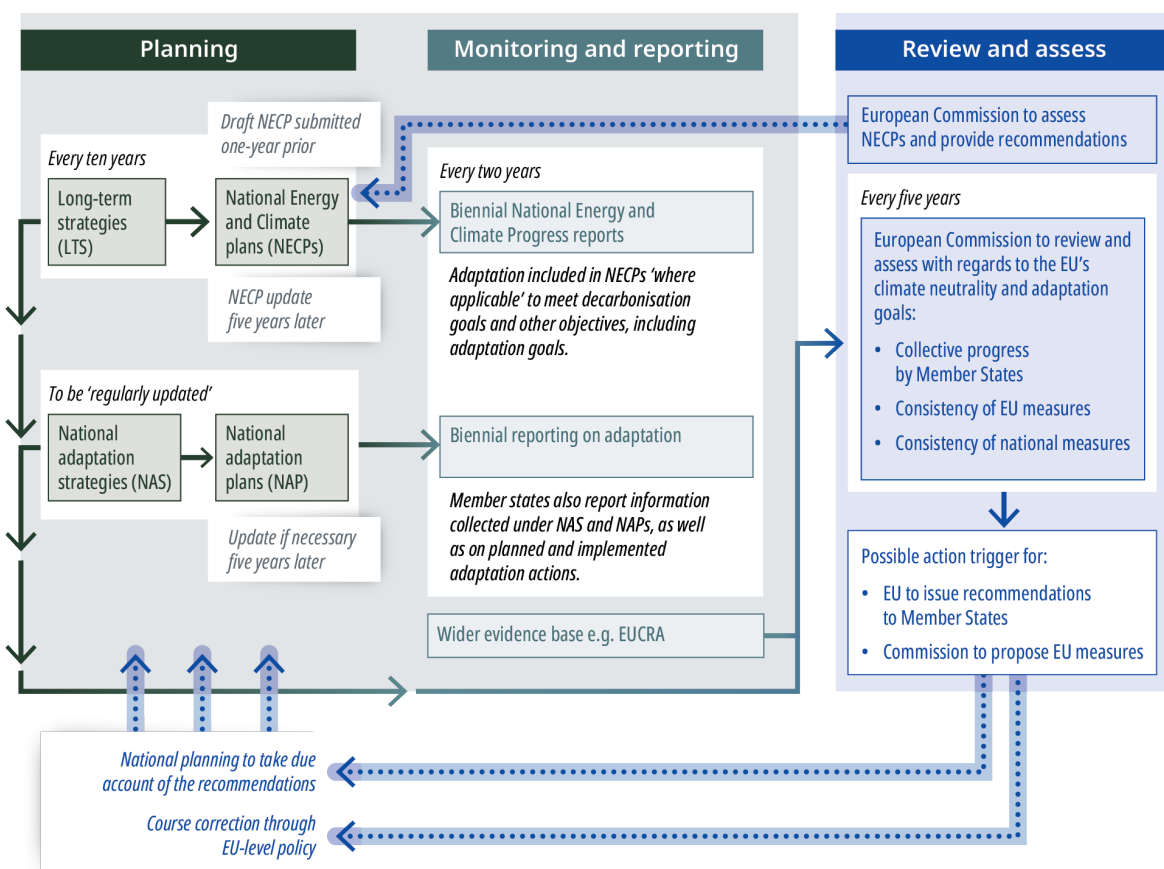 Planning
Monitoring and reporting
Review and assess
Draft NECP submitted
one-year prior
Every ten years
Long-term
strategies
(LTS)
National Energy
and Climate
plans (NECPs)
NECP update
five years later
To be ‘regularly updated’
National
adaptation
strategies (NAS)
National
adaptation
plans (NAP)
Update if necessary
five years later
Every two years
Biennial National Energy and
Climate Progress reports
Adaptation included in NECPs ‘where
applicable’ to meet decarbonisation
goals and other objectives, including
adaptation goals.
Biennial reporting on adaptation
Member states also report information
collected under NAS and NAPs, as well
as on planned and implemented
adaptation actions.
Wider evidence base e.g. EUCRA
European Commission to assess
NECPs and provide recommendations
Every five years
European Commission to review and
assess with regards to the EU’s
climate neutrality and adaptation
goals:
• Collective progress
by Member States
• Consistency of EU measures
• Consistency of national measures
Possible action trigger for:
• EU to issue recommendations
to Member States
• Commission to propose EU measures
National planning to take due
account of the recommendations
Course correction through
EU-level policy